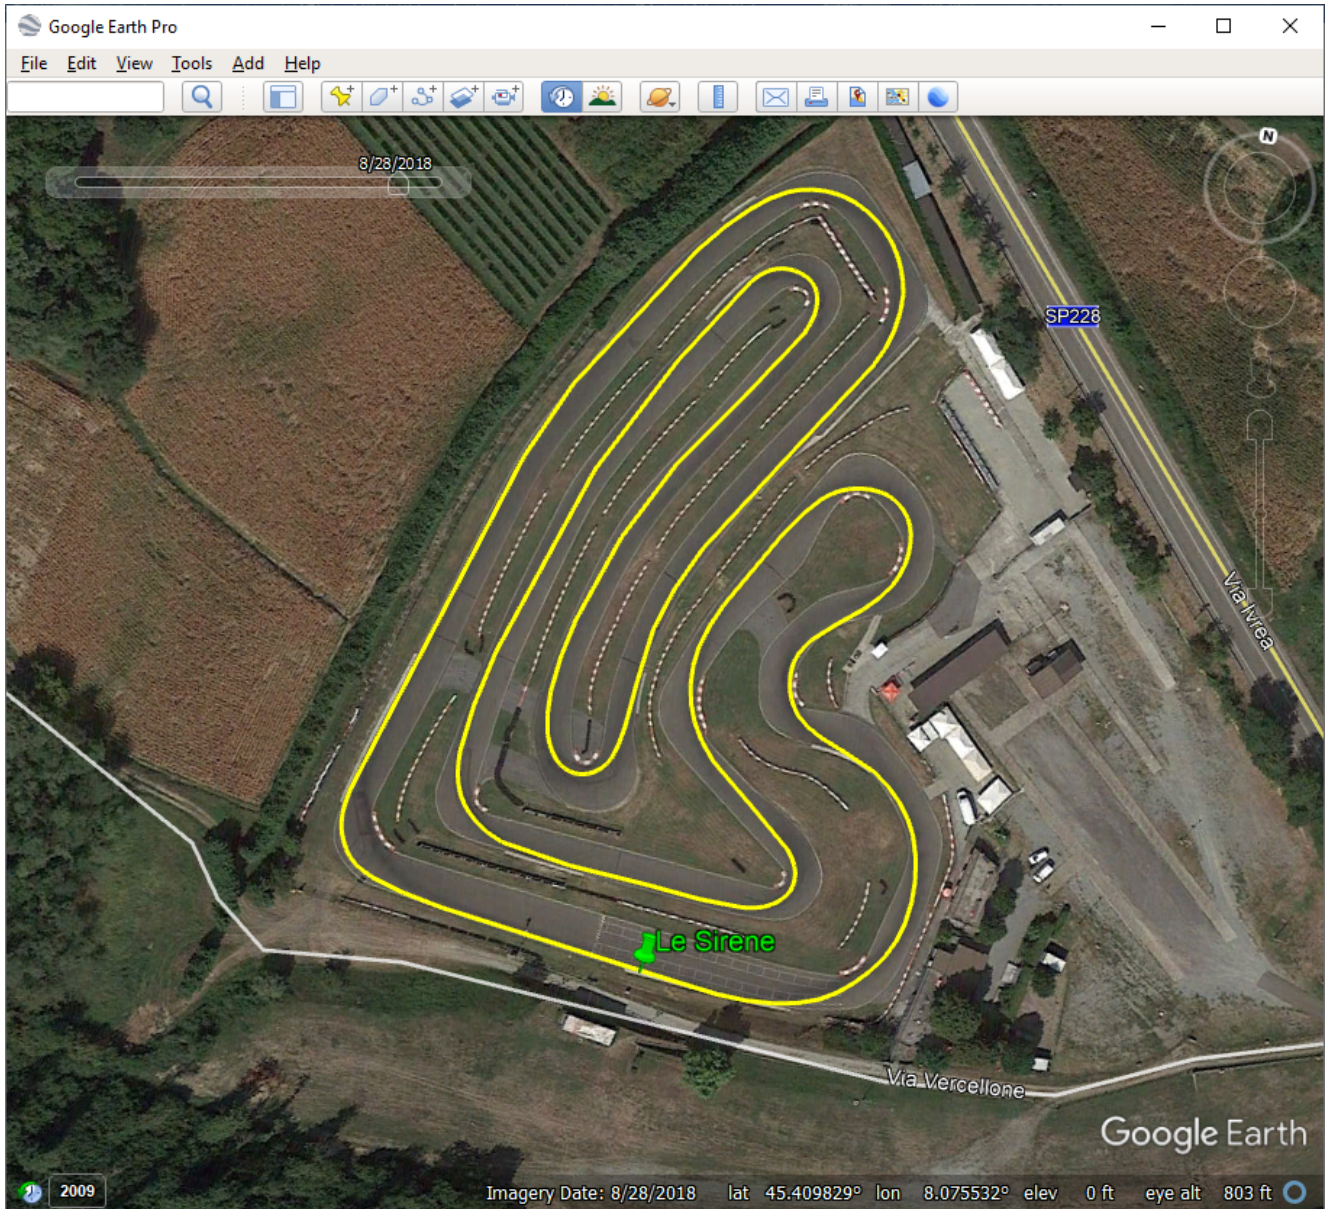 Google Earth Pro
File Edit View Tools Add Help
8/28/2018
N
SP228
Via Ivrea
Le Sirene
Via Vercellone
Google Earth
2009
Imagery Date: 8/28/2018 lat 45.409829° lon 8.075532° elev 0 ft eye alt 803 ft